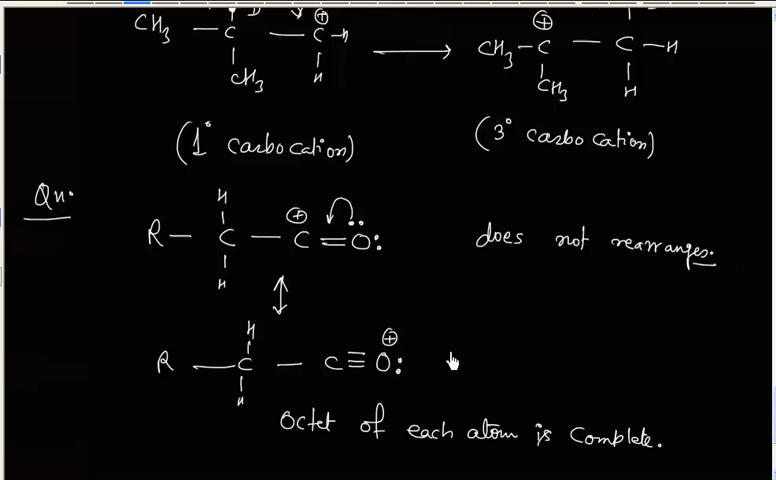 CH3 — C — C⊕ — H ⟶ CH3 — C⊕ — C — H
CH3 H CH3 H
(1° carbocation) (3° carbocation)
Qn.
H
R — C — C⊕ = O: does not rearranges.
H
H
R — C — C ≡ O⊕:
H
Octet of each atom is complete.